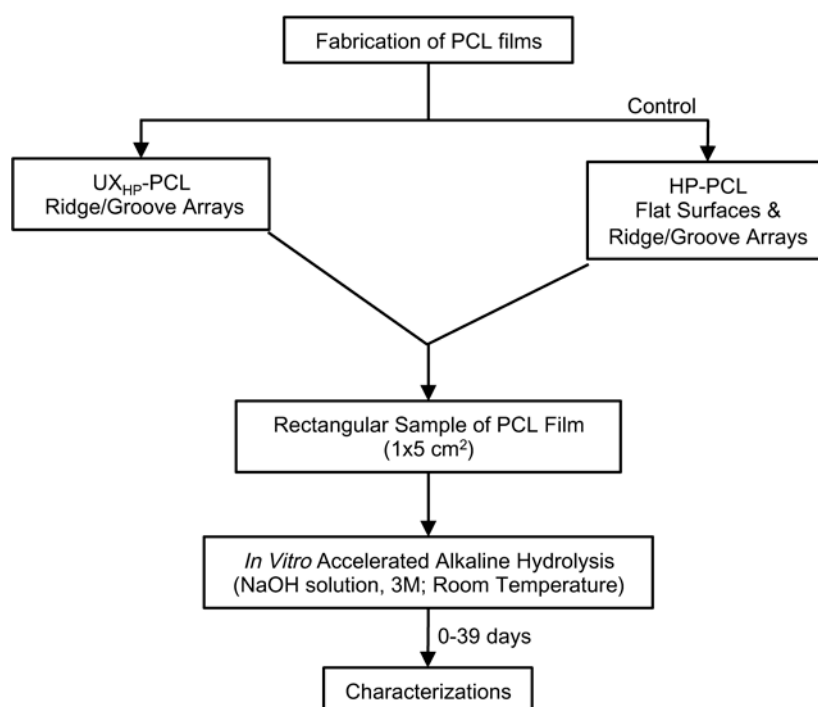 Fabrication of PCL films
Control
UX_HP-PCL
Ridge/Groove Arrays
HP-PCL
Flat Surfaces &
Ridge/Groove Arrays
Rectangular Sample of PCL Film
(1x5 cm²)
In Vitro Accelerated Alkaline Hydrolysis
(NaOH solution, 3M; Room Temperature)
0-39 days
Characterizations